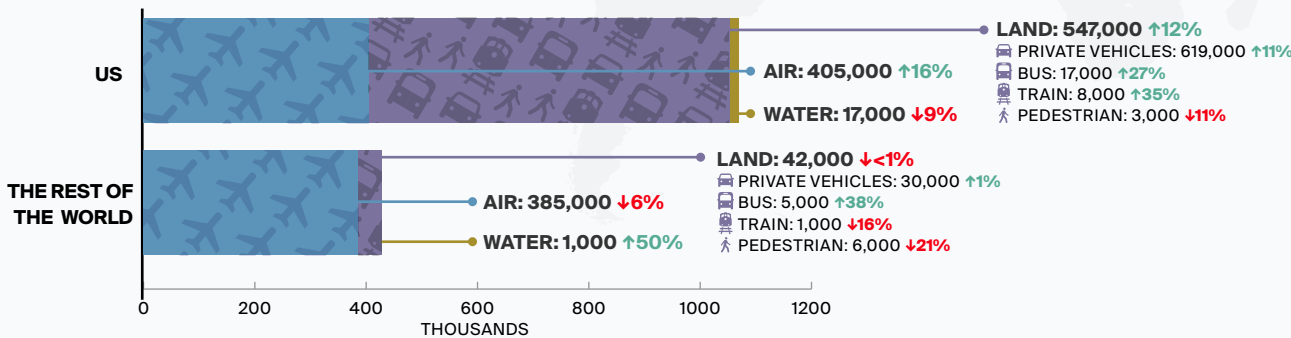 US
LAND: 547,000 ↑12%
PRIVATE VEHICLES: 619,000 ↑11%
BUS: 17,000 ↑27%
TRAIN: 8,000 ↑35%
PEDESTRIAN: 3,000 ↓11%
AIR: 405,000 ↑16%
WATER: 17,000 ↓9%
THE REST OF
THE WORLD
LAND: 42,000 ↓<1%
PRIVATE VEHICLES: 30,000 ↑1%
BUS: 5,000 ↑38%
TRAIN: 1,000 ↓16%
PEDESTRIAN: 6,000 ↓21%
AIR: 385,000 ↓6%
WATER: 1,000 ↑50%
0 200 400 600 800 1000 1200
THOUSANDS